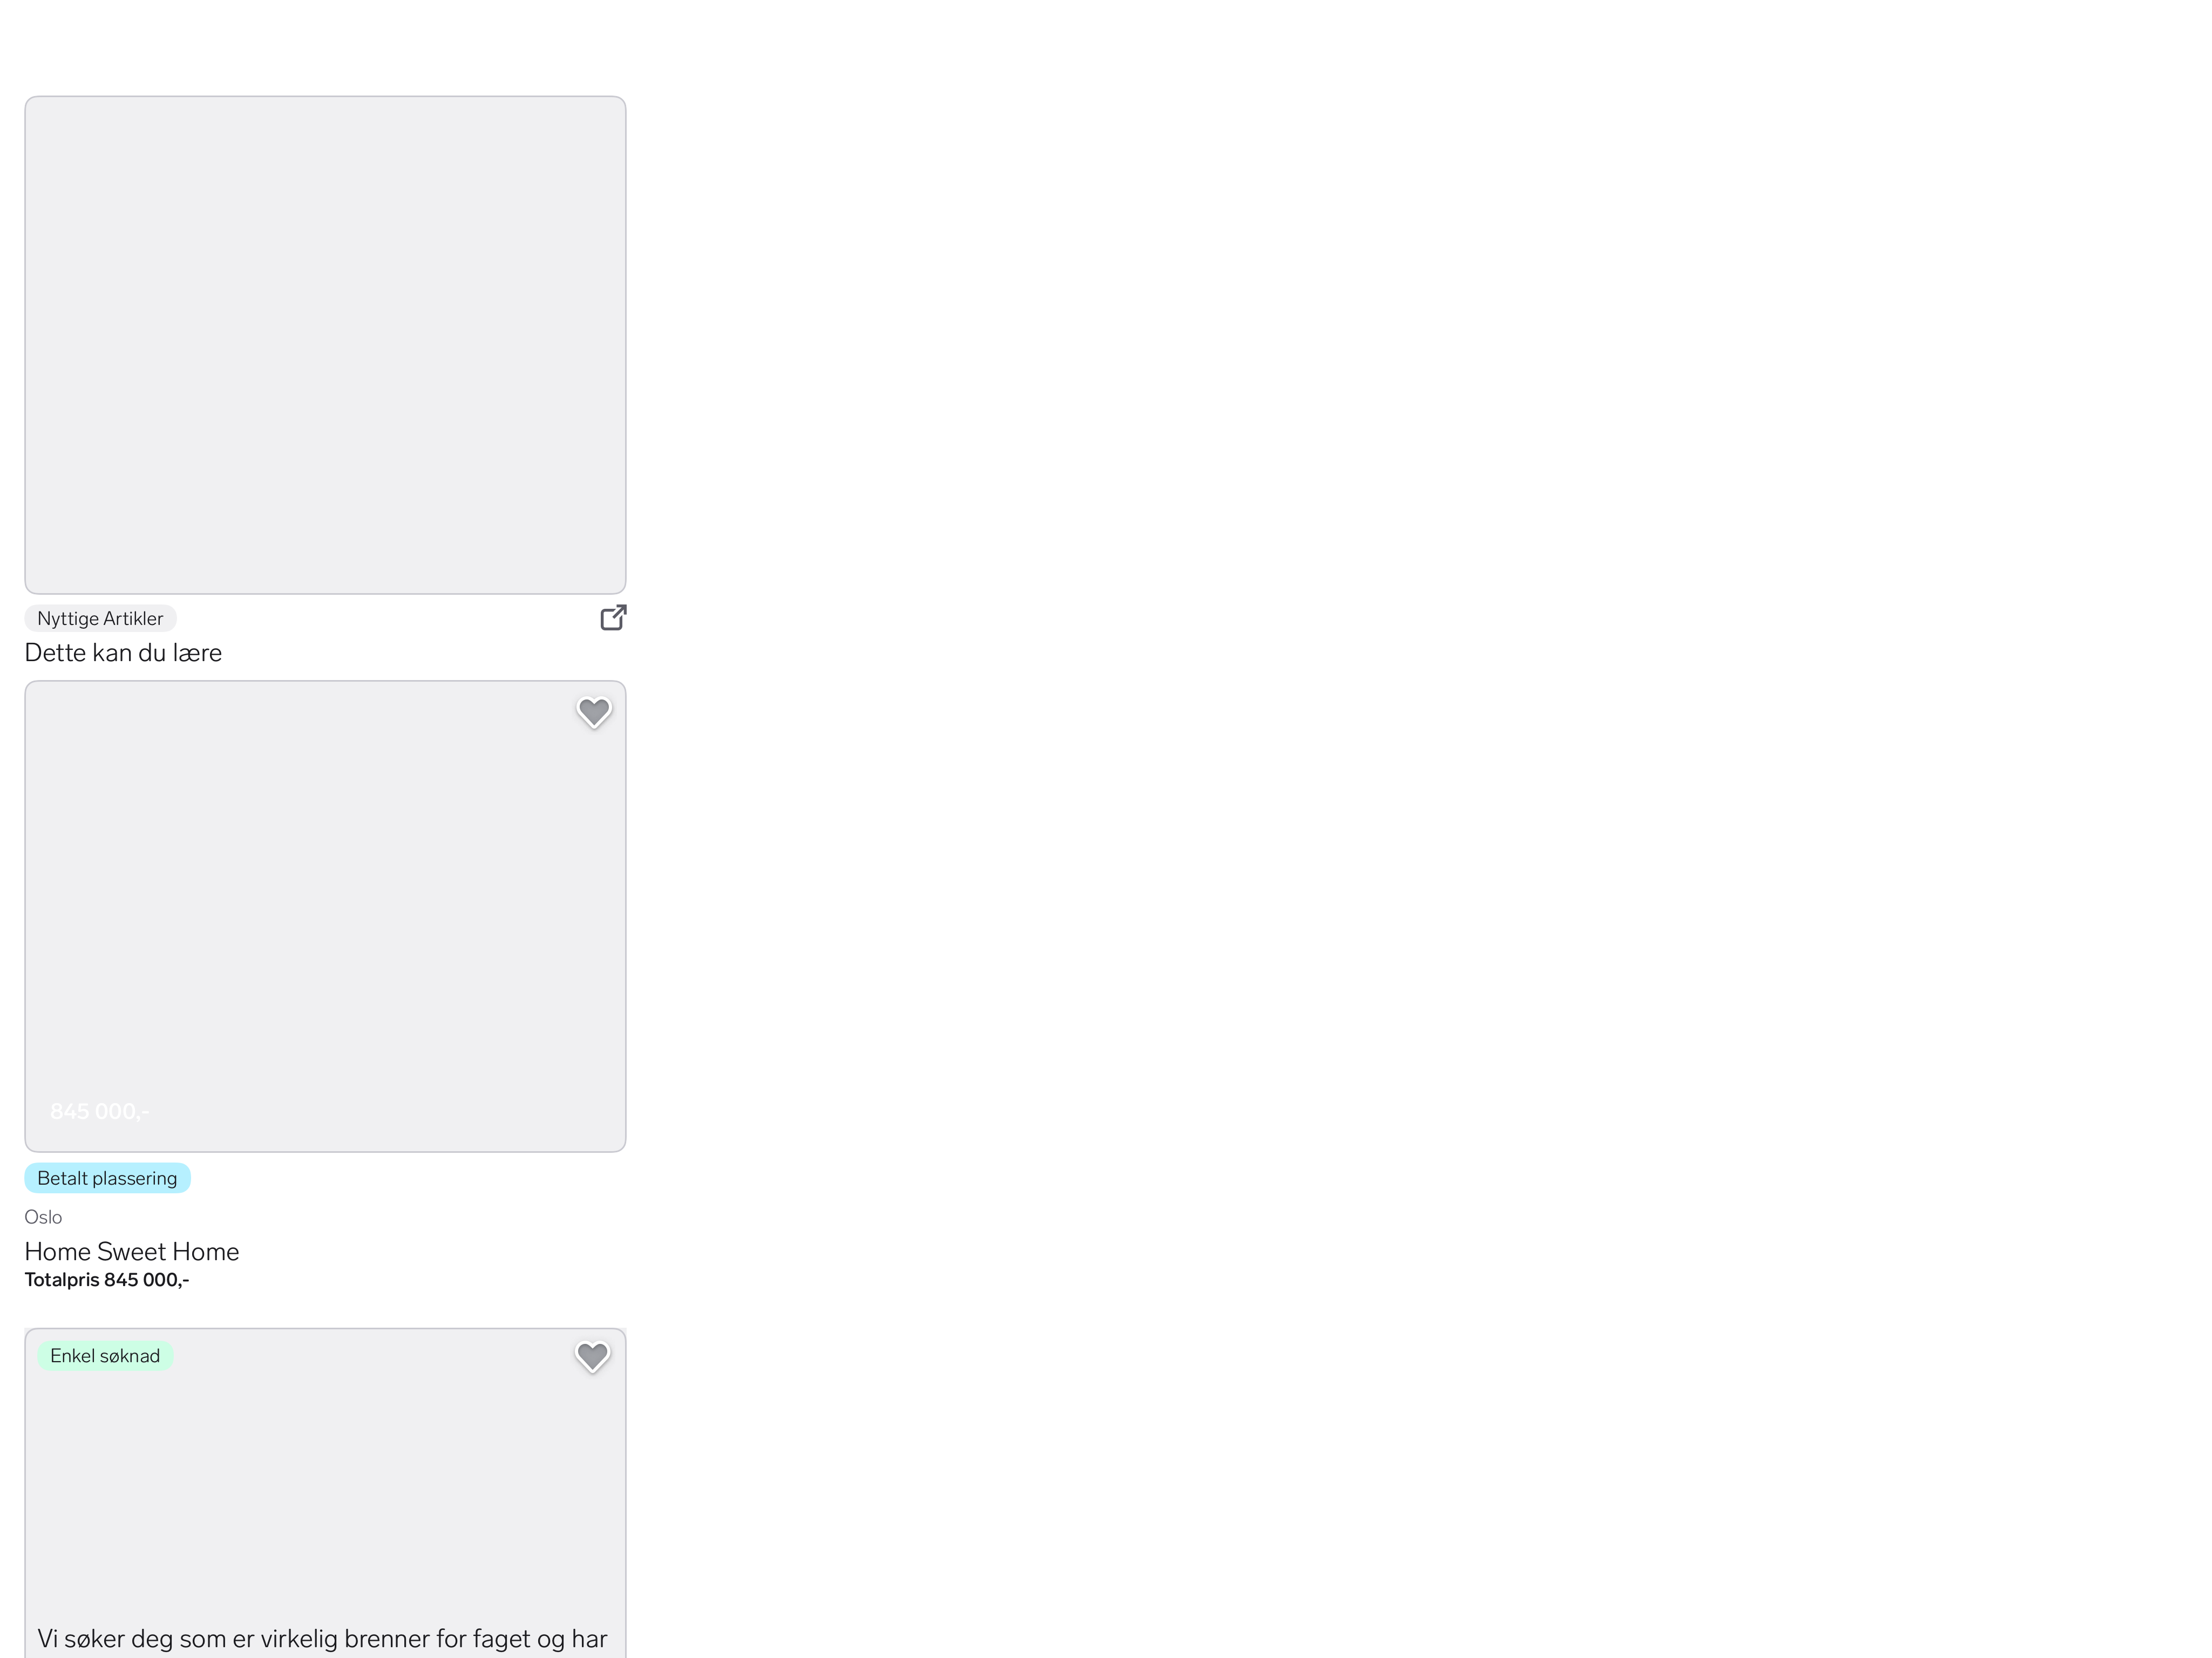 Nyttige Artikler
Dette kan du lære
845 000,-
Betalt plassering
Oslo
Home Sweet Home
Totalpris 845 000,-
Enkel søknad
Vi søker deg som er virkelig brenner for faget og har